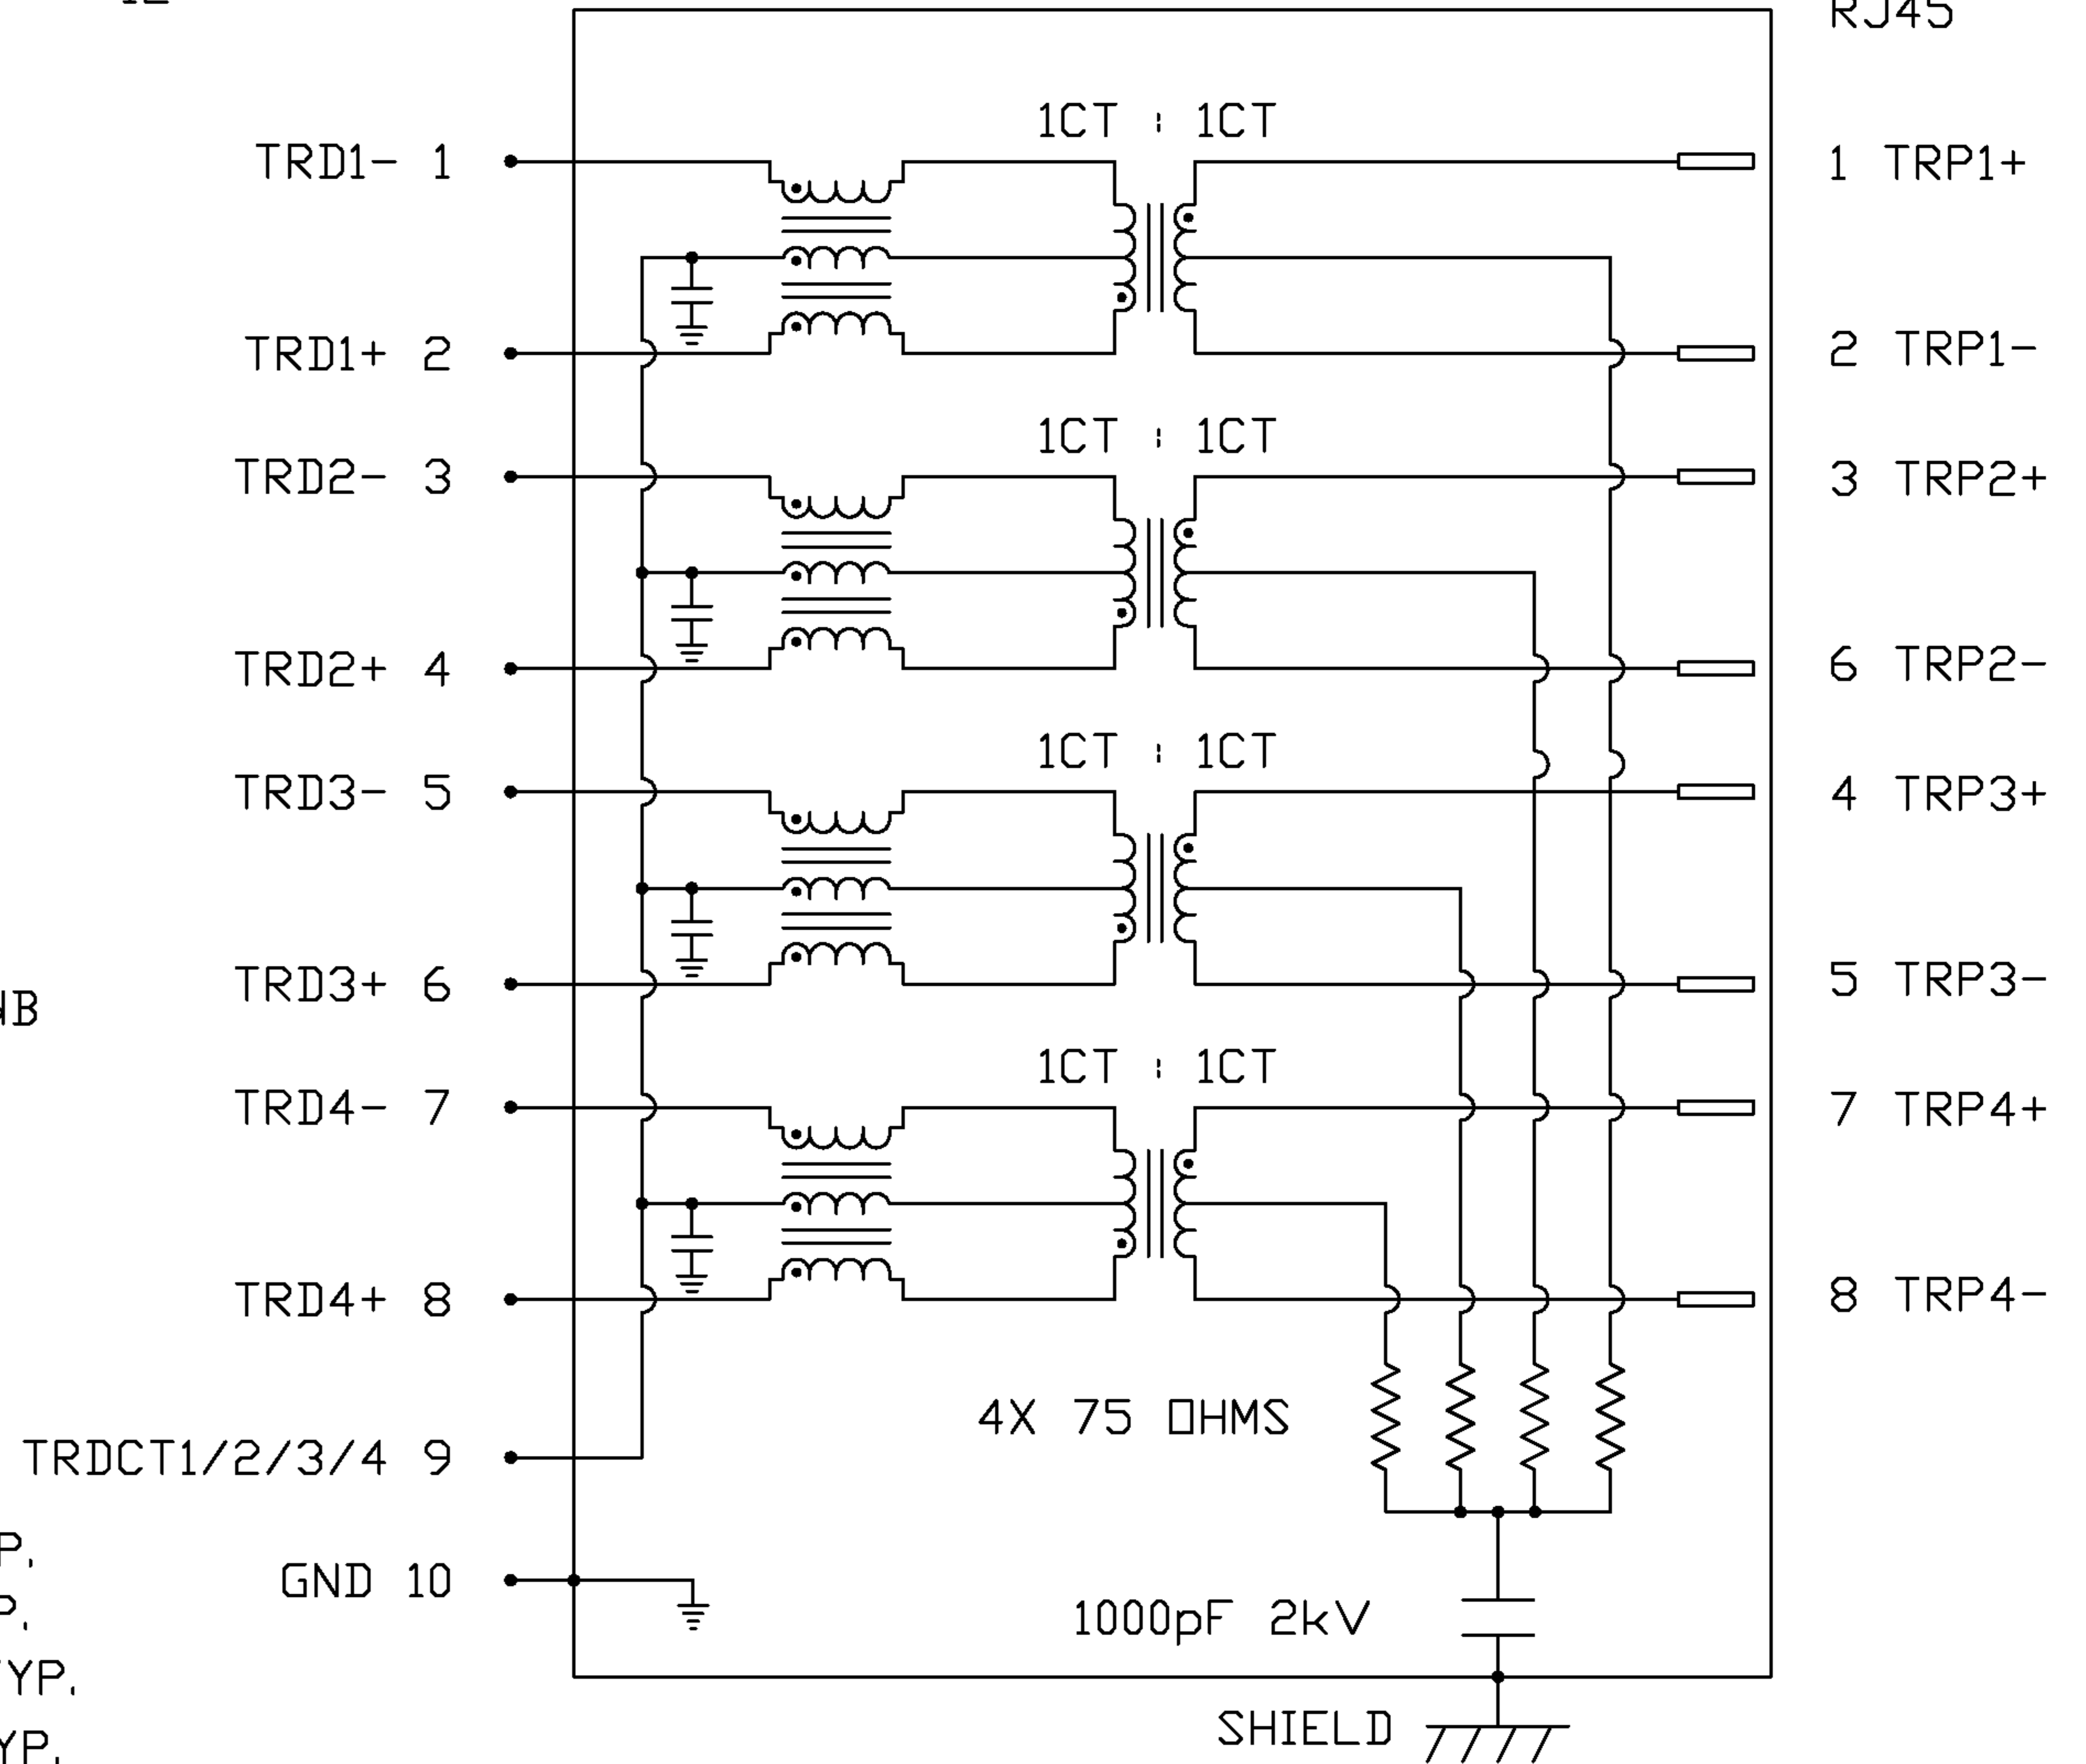 RJ45
1CT : 1CT
TRD1- 1
1 TRP1+
TRD1+ 2
2 TRP1-
1CT : 1CT
TRD2- 3
3 TRP2+
TRD2+ 4
6 TRP2-
1CT : 1CT
TRD3- 5
4 TRP3+
TRD3+ 6
5 TRP3-
1CT : 1CT
TRD4- 7
7 TRP4+
TRD4+ 8
8 TRP4-
4X 75 OHMS
TRDCT1/2/3/4 9
GND 10
1000pF 2kV
YP.
YP.
SHIELD